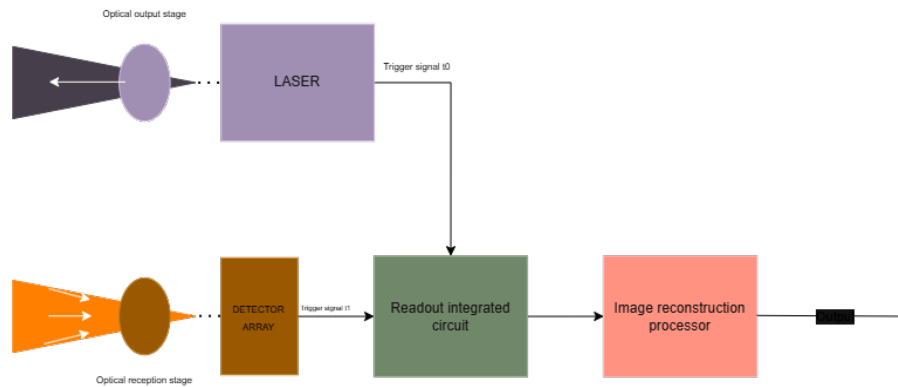 Optical output stage
LASER
Trigger signal t0
DETECTOR
ARRAY
Trigger signal t1
Readout integrated
circuit
Image reconstruction
processor
Output
Optical reception stage